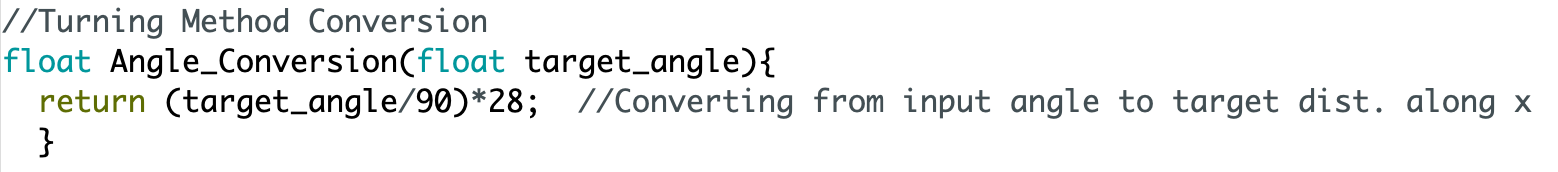 //Turning Method Conversion
float Angle_Conversion(float target_angle){
  return (target_angle/90)*28;  //Converting from input angle to target dist. along x
  }